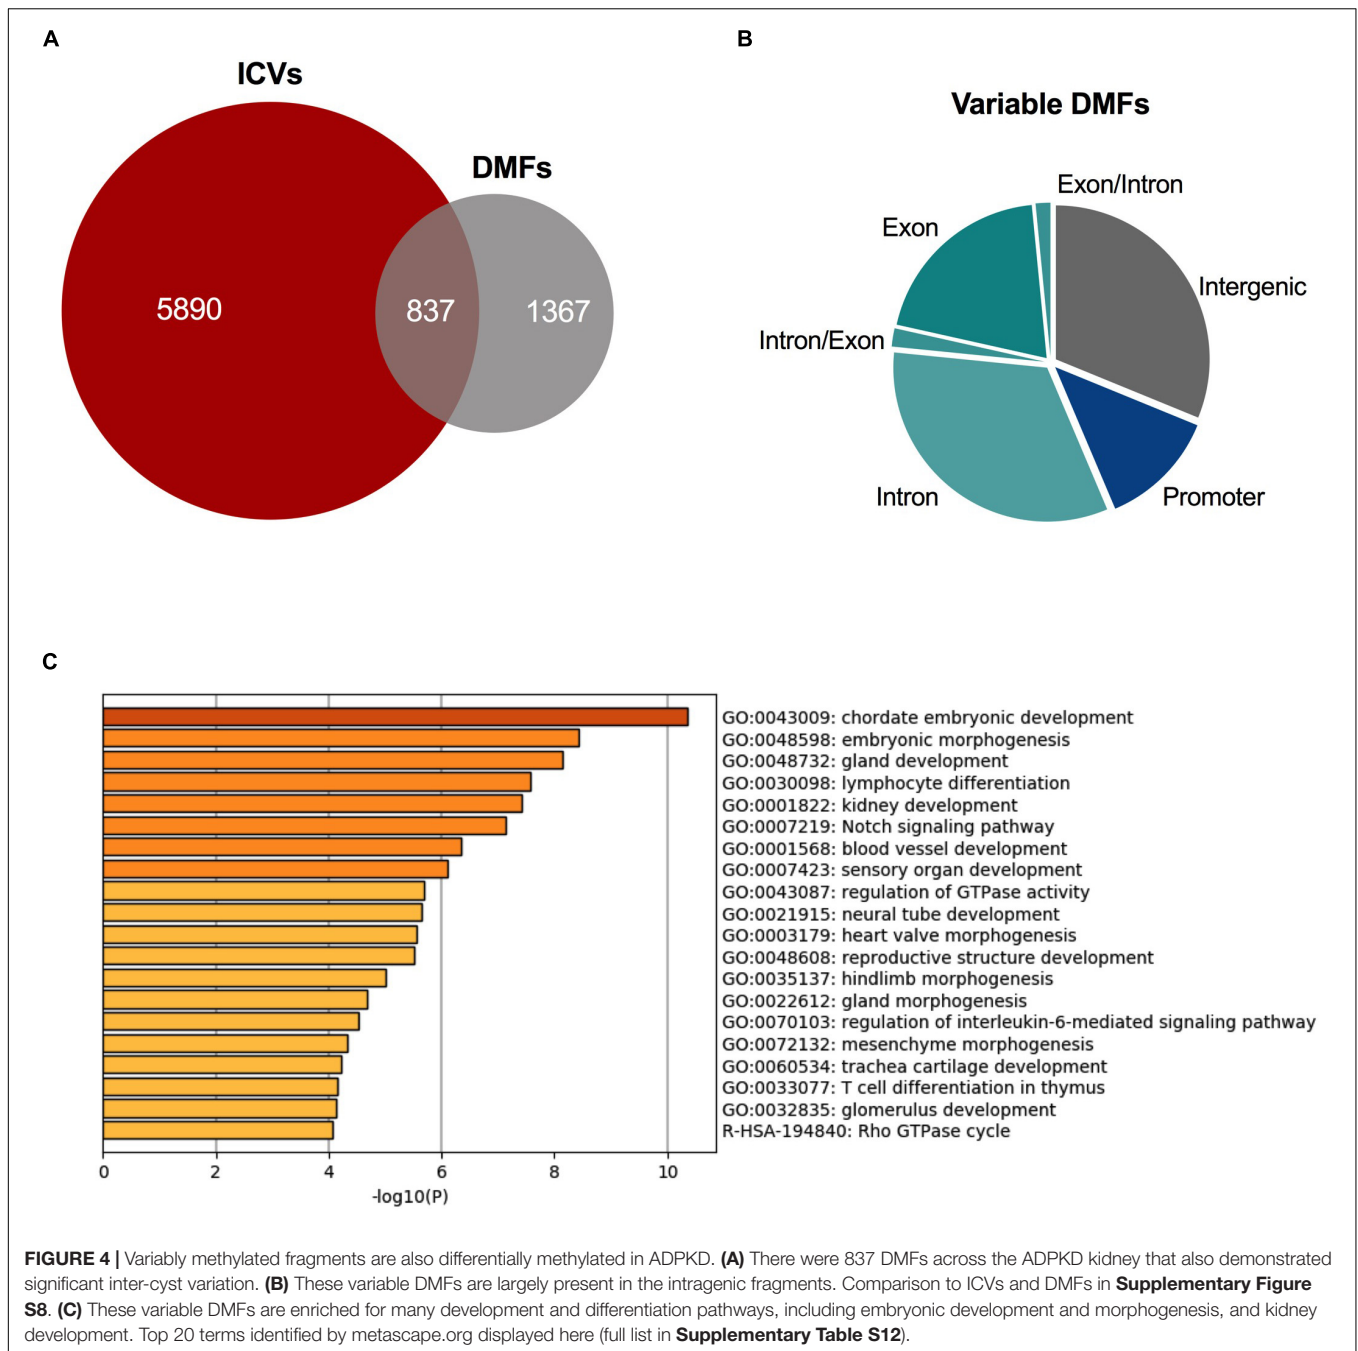 A
B
ICVs
DMFs
5890
837
1367
Variable DMFs
Exon/Intron
Exon
Intergenic
Intron/Exon
Intron
Promoter
C
GO:0043009: chordate embryonic development
GO:0048598: embryonic morphogenesis
GO:0048732: gland development
GO:0030098: lymphocyte differentiation
GO:0001822: kidney development
GO:0007219: Notch signaling pathway
GO:0001568: blood vessel development
GO:0007423: sensory organ development
GO:0043087: regulation of GTPase activity
GO:0021915: neural tube development
GO:0003179: heart valve morphogenesis
GO:0048608: reproductive structure development
GO:0035137: hindlimb morphogenesis
GO:0022612: gland morphogenesis
GO:0070103: regulation of interleukin-6-mediated signaling pathway
GO:0072132: mesenchyme morphogenesis
GO:0060534: trachea cartilage development
GO:0033077: T cell differentiation in thymus
GO:0032835: glomerulus development
R-HSA-194840: Rho GTPase cycle
0 2 4 6 8 10
-log10(P)
FIGURE 4 | Variably methylated fragments are also differentially methylated in ADPKD. (A) There were 837 DMFs across the ADPKD kidney that also demonstrated
significant inter-cyst variation. (B) These variable DMFs are largely present in the intragenic fragments. Comparison to ICVs and DMFs in Supplementary Figure
S8. (C) These variable DMFs are enriched for many development and differentiation pathways, including embryonic development and morphogenesis, and kidney
development. Top 20 terms identified by metascape.org displayed here (full list in Supplementary Table S12).